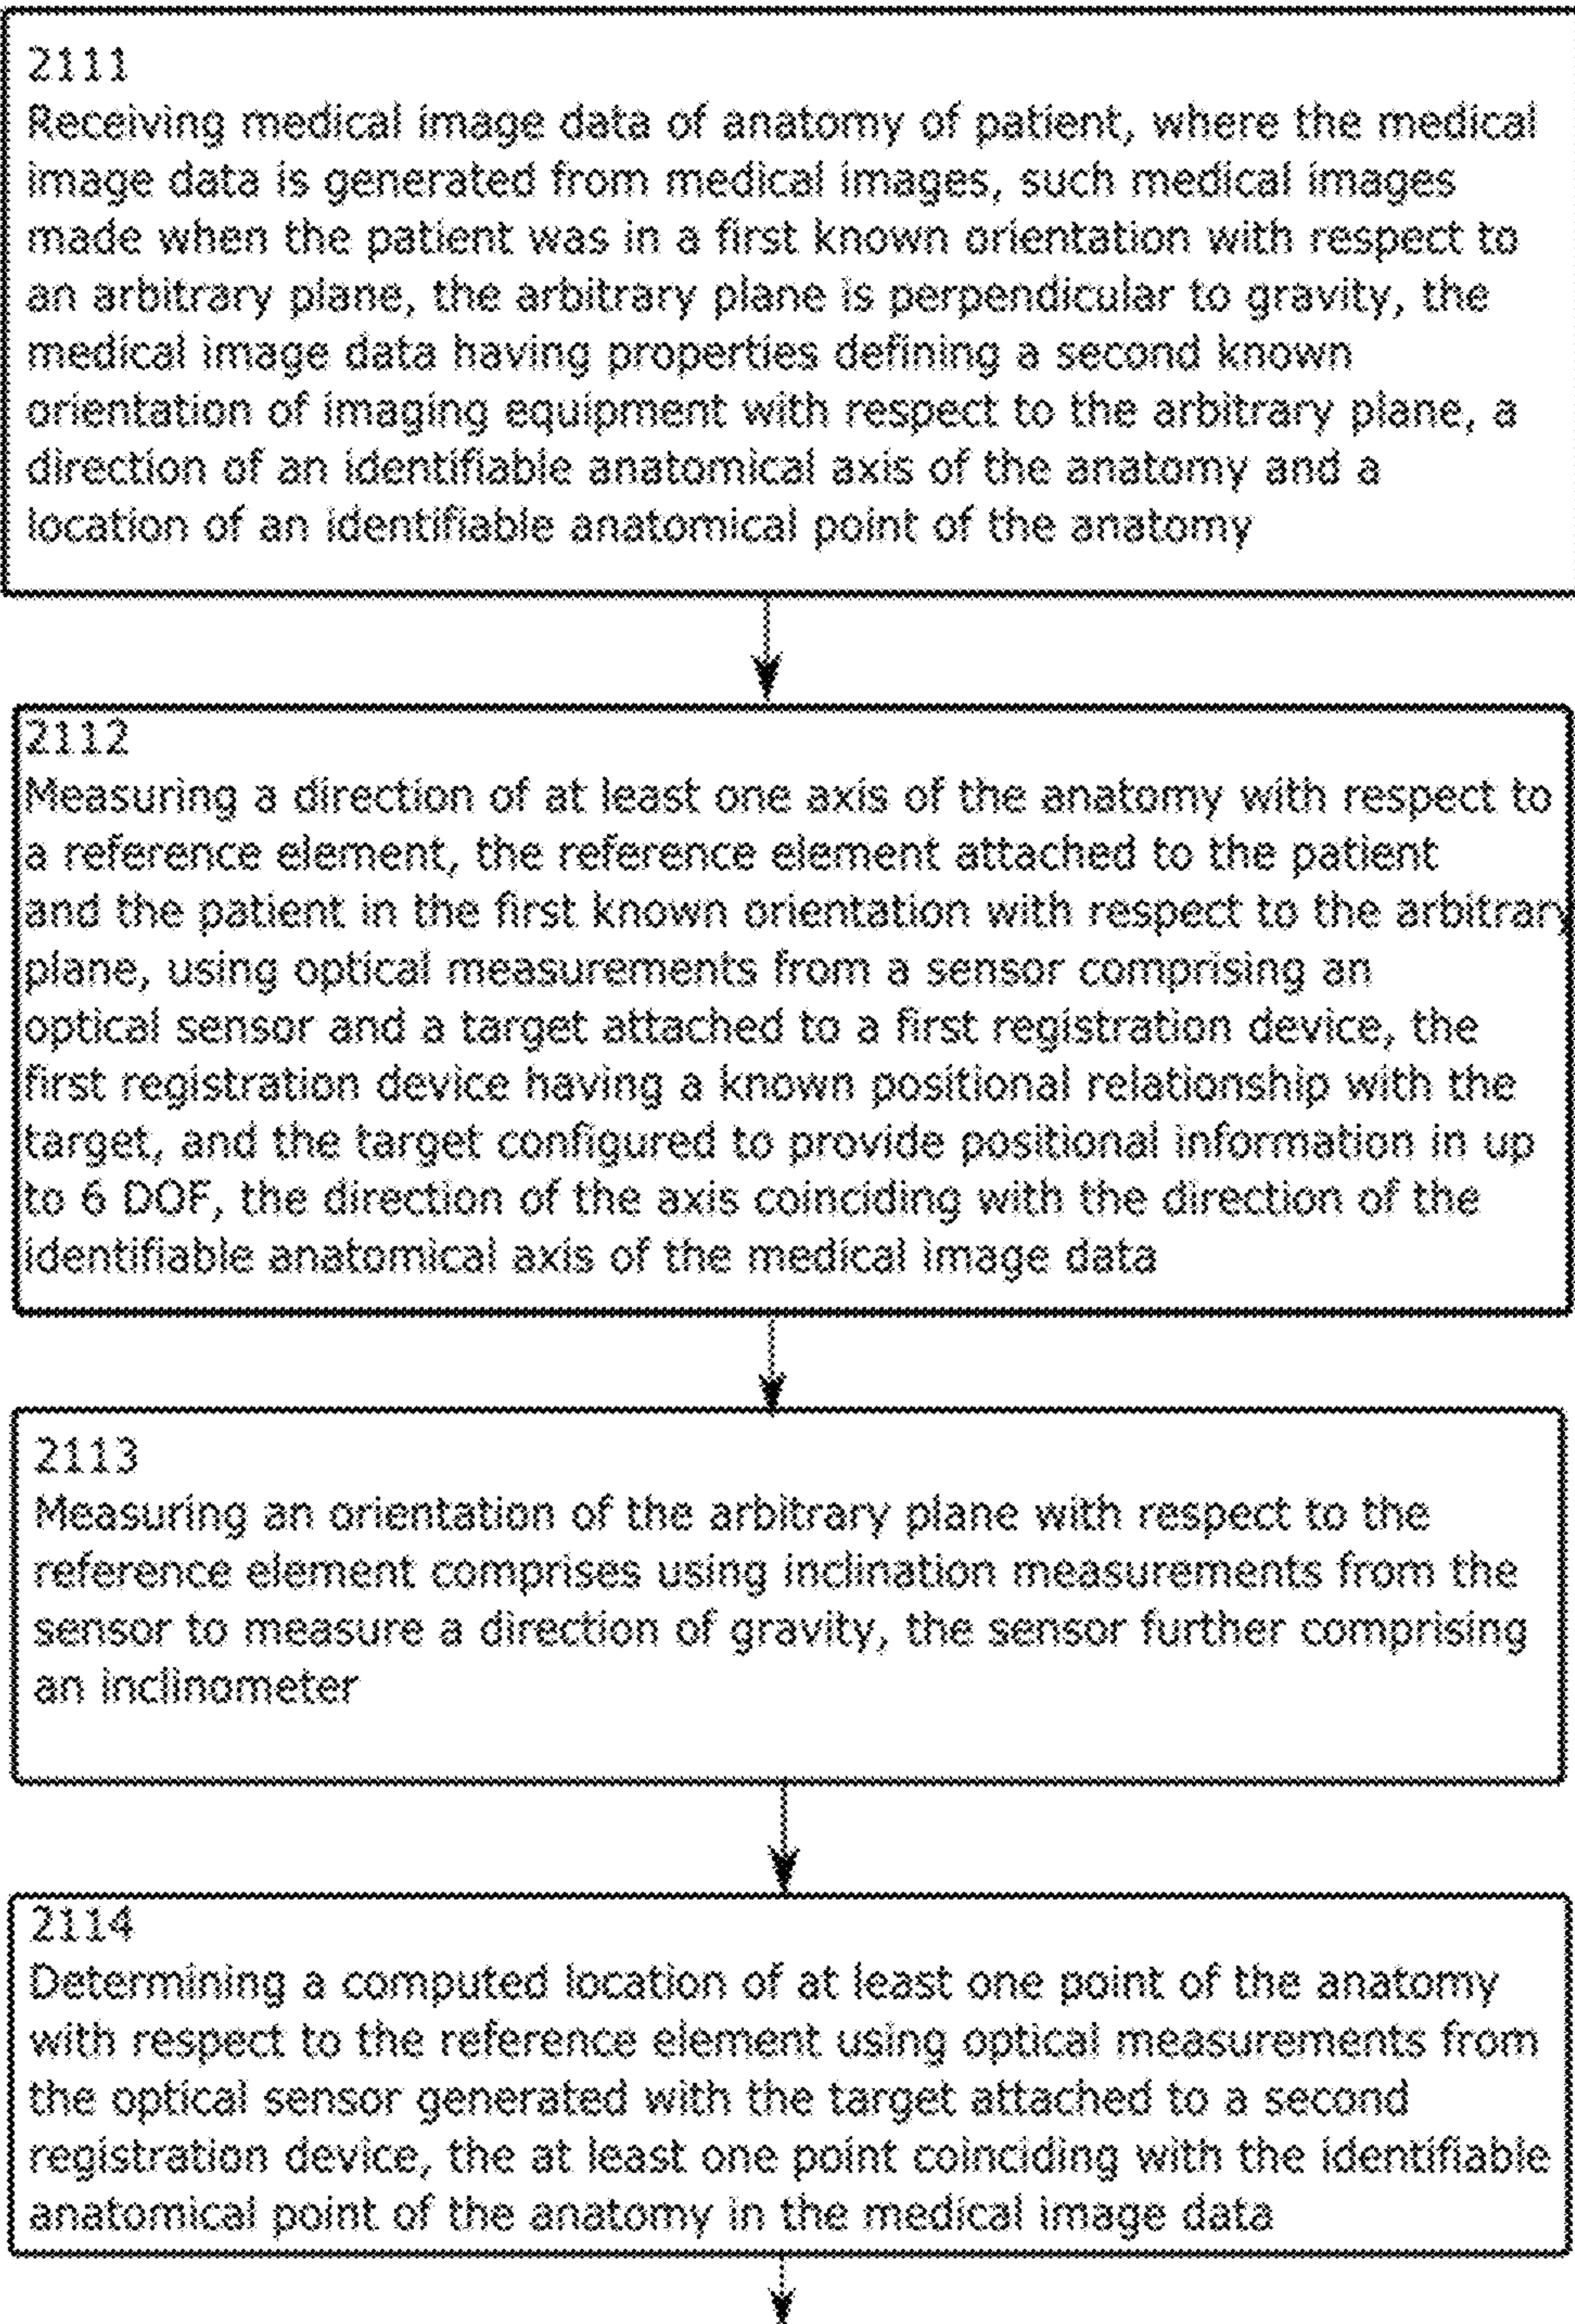 2111
Receiving medical image data of anatomy of patient, where the medical
image data is generated from medical images, such medical images
made when the patient was in a first known orientation with respect to
an arbitrary plane, the arbitrary plane is perpendicular to gravity, the
medical image data having properties defining a second known
orientation of imaging equipment with respect to the arbitrary plane, a
direction of an identifiable anatomical axis of the anatomy and a
location of an identifiable anatomical point of the anatomy
2112
Measuring a direction of at least one axis of the anatomy with respect to
a reference element, the reference element attached to the patient
and the patient in the first known orientation with respect to the arbitrary
plane, using optical measurements from a sensor comprising an
optical sensor and a target attached to a first registration device, the
first registration device having a known positional relationship with the
target, and the target configured to provide positional information in up
to 6 DOF, the direction of the axis coinciding with the direction of the
identifiable anatomical axis of the medical image data
2113
Measuring an orientation of the arbitrary plane with respect to the
reference element comprises using inclination measurements from the
sensor to measure a direction of gravity, the sensor further comprising
an inclinometer
2114
Determining a computed location of at least one point of the anatomy
with respect to the reference element using optical measurements from
the optical sensor generated with the target attached to a second
registration device, the at least one point coinciding with the identifiable
anatomical point of the anatomy in the medical image data